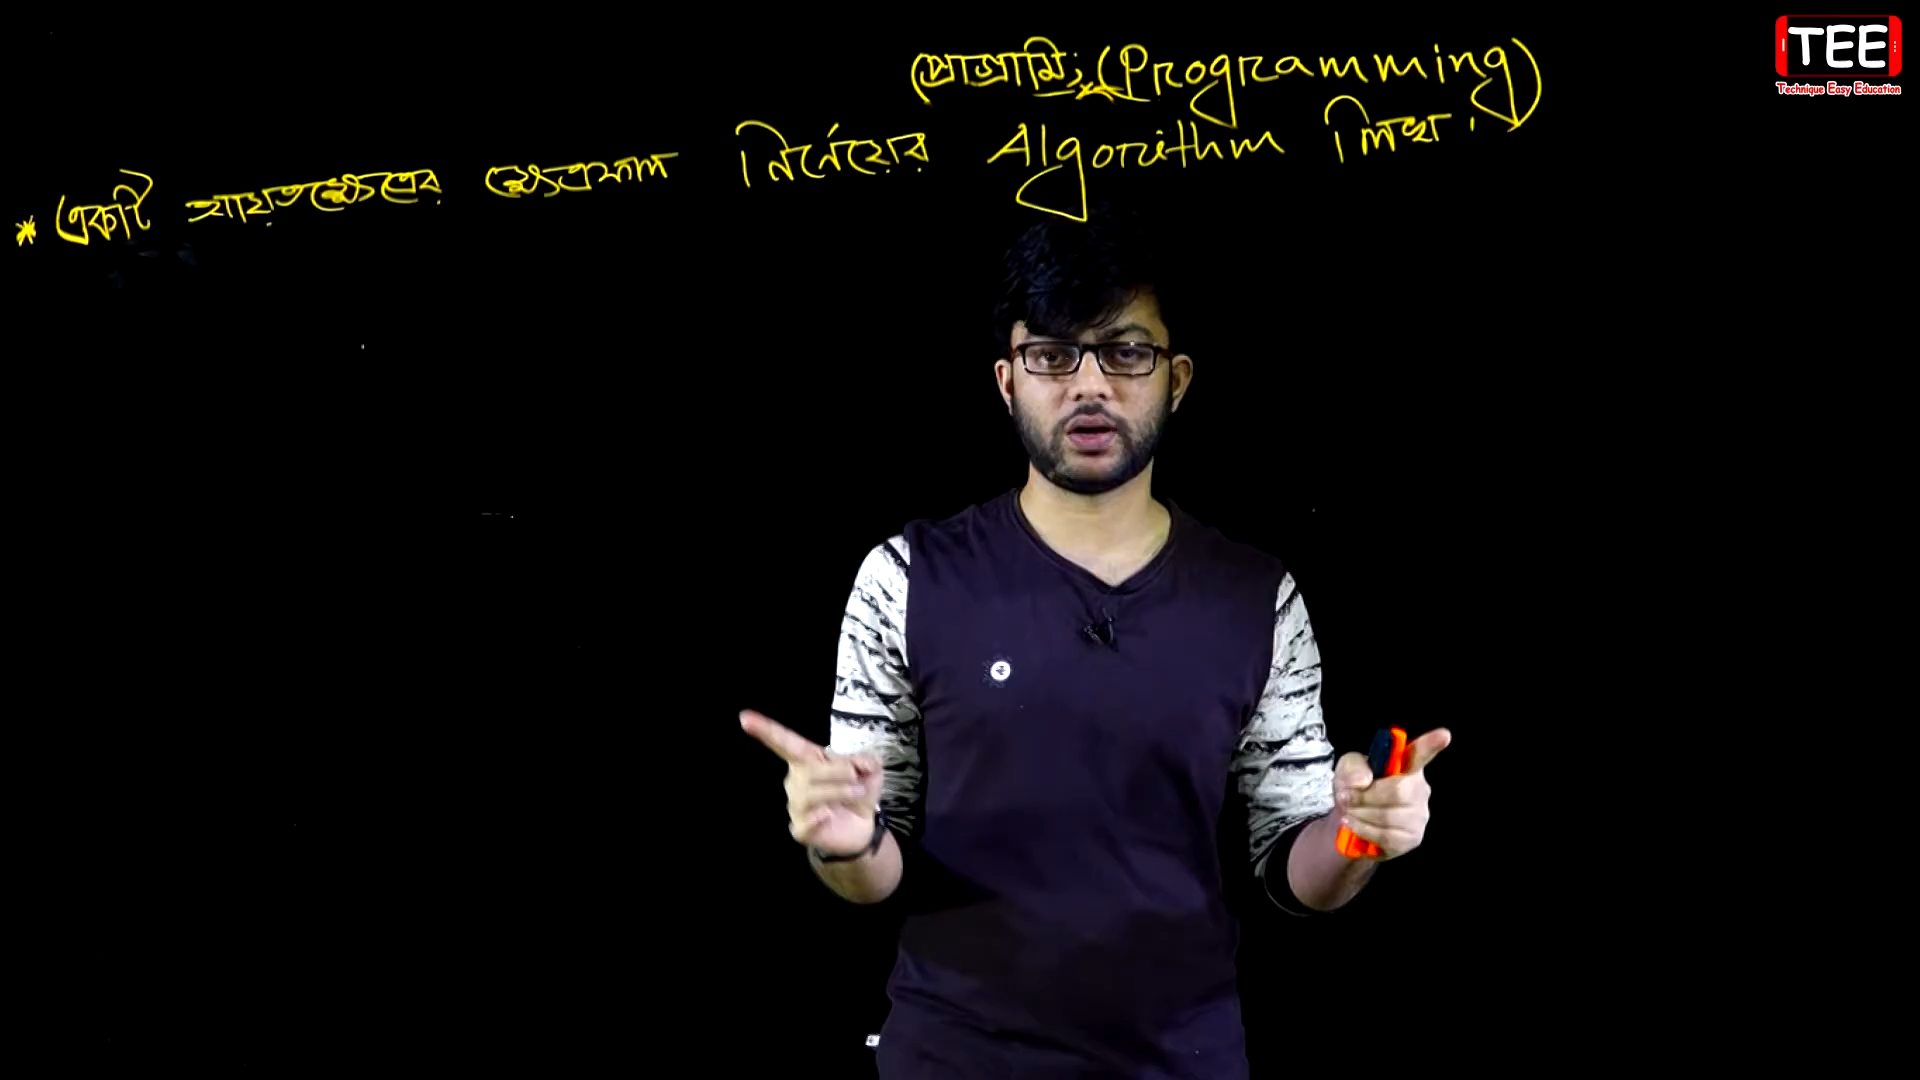 প্রোগ্রামিং (Programming)
* একটি আয়তক্ষেত্রের ক্ষেত্রফল নির্ণয়ের Algorithm লিখ।
TEE
Technique Easy Education